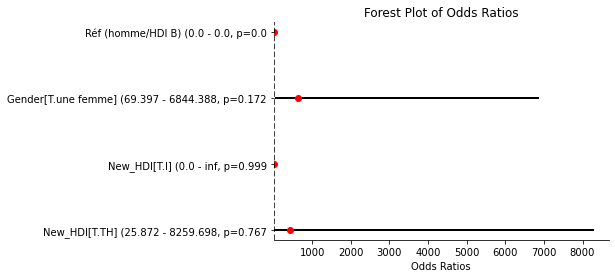 Forest Plot of Odds Ratios
Réf (homme/HDI B) (0.0 - 0.0, p=0.0
Gender[T.une femme] (69.397 - 6844.388, p=0.172
New_HDI[T.I] (0.0 - inf, p=0.999
New_HDI[T.TH] (25.872 - 8259.698, p=0.767
1000 2000 3000 4000 5000 6000 7000 8000
Odds Ratios